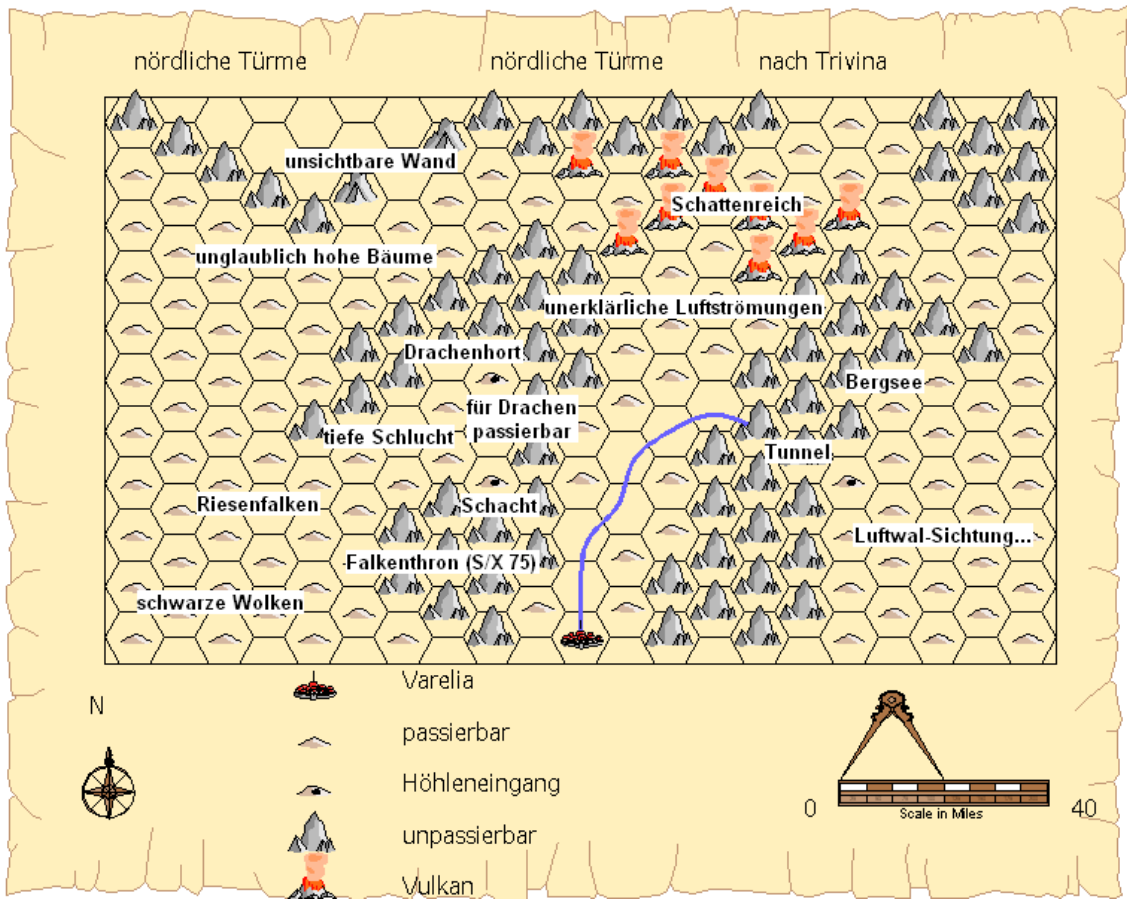 nördliche Türme
nördliche Türme
nach Trivina
unsichtbare Wand
Schattenreich
unglaublich hohe Bäume
unerklärliche Luftströmungen
Drachenhort
Bergsee
für Drachen
passierbar
tiefe Schlucht
Tunnel
Riesenfalken
Schacht
Luftwal-Sichtung...
Falkenthron (S/X 75)
schwarze Wolken
Varelia
N
passierbar
Höhleneingang
0
40
Scale in Miles
unpassierbar
Vulkan